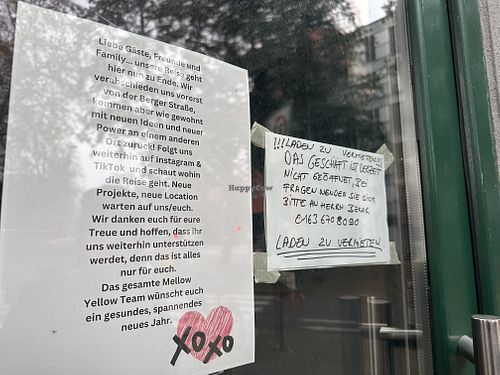 Liebe Gäste, Freunde und
Family... unsere Reise geht
hier nun zu Ende. Wir
verabschieden uns vorerst
von der Berger Straße,
kommen aber wie gewohnt
mit neuen Ideen und neuer
Power an einem anderen
Ort zurück! Folgt uns
weiterhin auf Instagram &
TikTok und schaut wohin
die Reise geht. Neue
Projekte, neue Location
warten auf uns/euch.
Wir danken euch für eure
Treue und hoffen, dass ihr
uns weiterhin unterstützen
werdet, denn das ist alles
nur für euch.
Das gesamte Mellow
Yellow Team wünscht euch
ein gesundes, spannendes
neues Jahr.
XOXO
!!!LADEN ZU VERMIETEN!!!
DAS GESCHÄFT IST DERZEIT
NICHT GEÖFFNET, BEI
FRAGEN WENDEN SIE SICH
BITTE AN HERRN
0163 670 8090
LADEN ZU VERMIETEN
HappyCow